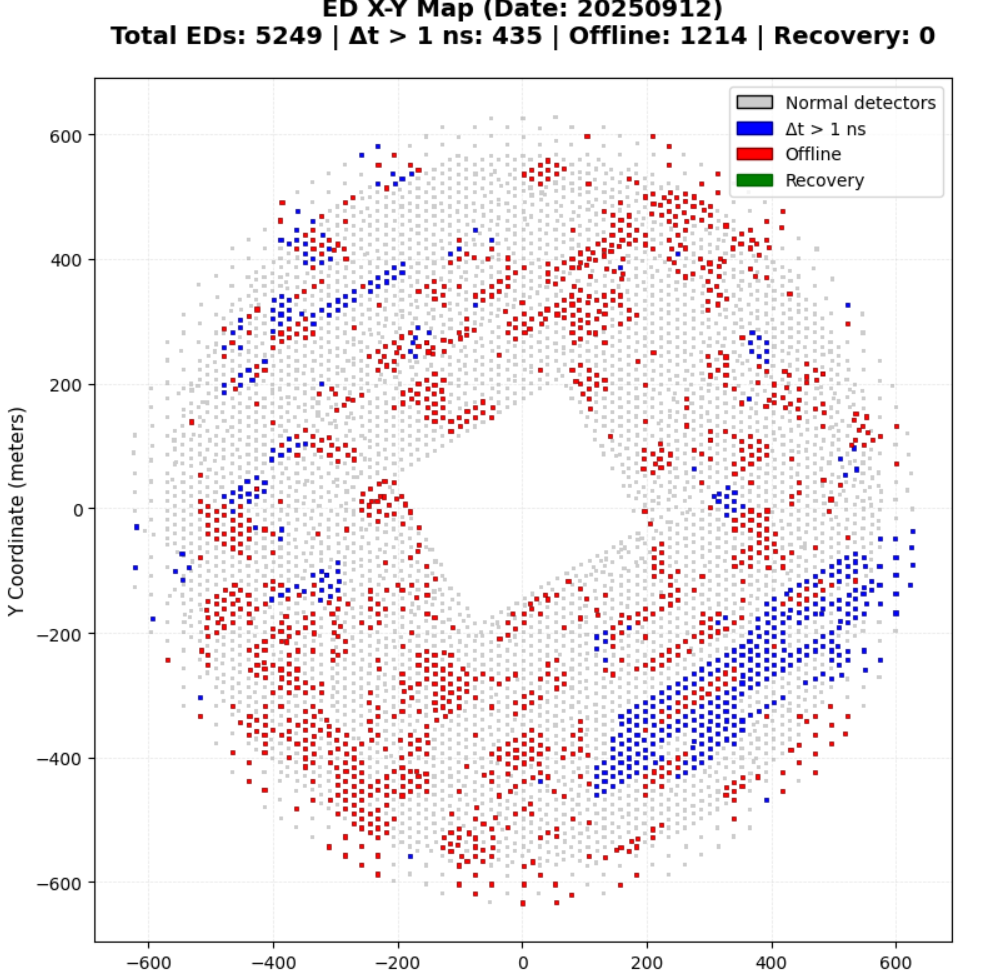 ED X-Y Map (Date: 20250912)
Total EDs: 5249 | Δt > 1 ns: 435 | Offline: 1214 | Recovery: 0
Normal detectors
Δt > 1 ns
Offline
Recovery
Y Coordinate (meters)
600
400
200
0
−200
−400
−600
−600 −400 −200 0 200 400 600